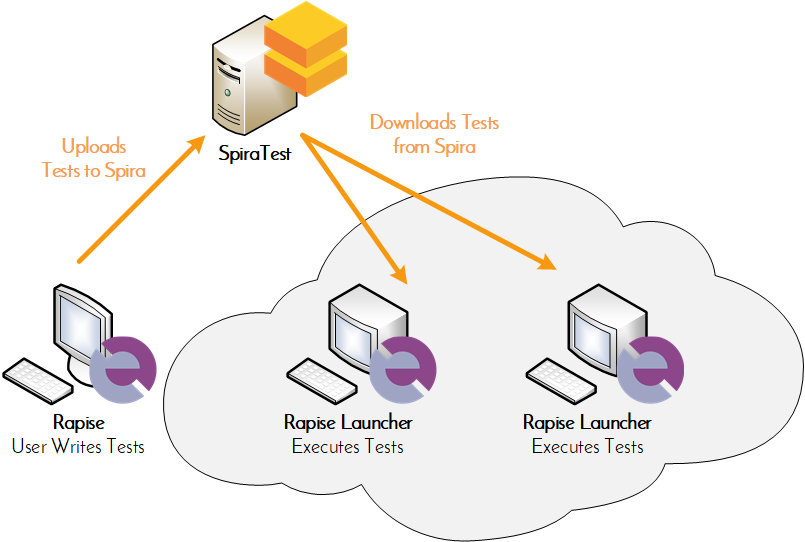 Uploads
Tests to Spira
SpiraTest
Downloads Tests
from Spira
Rapise
User Writes Tests
Rapise Launcher
Executes Tests
Rapise Launcher
Executes Tests